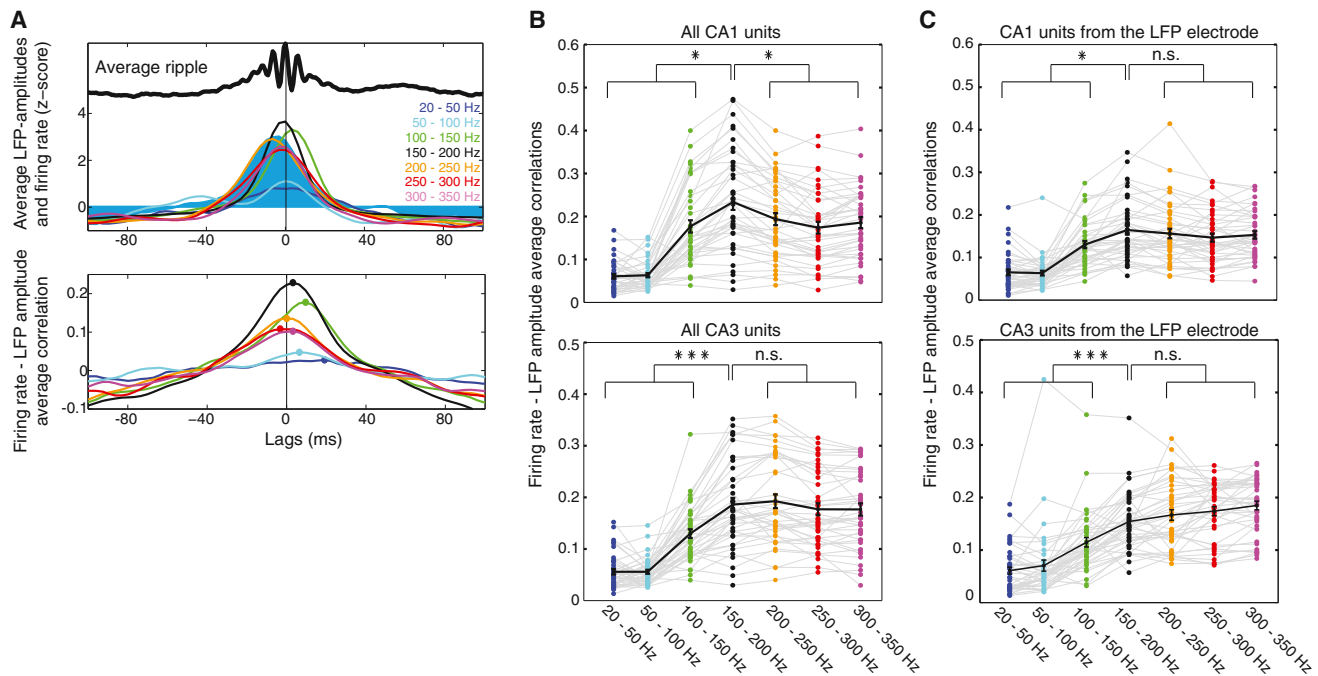 A
Average LFP-amplitudes
and firing rate (z-score)
Average ripple
4
2
0
20 - 50 Hz
50 - 100 Hz
100 - 150 Hz
150 - 200 Hz
200 - 250 Hz
250 - 300 Hz
300 - 350 Hz
-80
-40
0
40
80
Firing rate - LFP amplitude
average correlation
0.2
0.1
0
-0.1
-80
-40
0
40
80
Lags (ms)
B
Firing rate - LFP amplitude average correlations
All CA1 units
* *
0.6
0.5
0.4
0.3
0.2
0.1
0
All CA3 units
*** n.s.
0.5
0.4
0.3
0.2
0.1
0
20 - 50 Hz
50 - 100 Hz
100 - 150 Hz
150 - 200 Hz
200 - 250 Hz
250 - 300 Hz
300 - 350 Hz
C
Firing rate - LFP amplitude average correlations
CA1 units from the LFP electrode
* n.s.
0.6
0.5
0.4
0.3
0.2
0.1
0
CA3 units from the LFP electrode
*** n.s.
0.5
0.4
0.3
0.2
0.1
0
20 - 50 Hz
50 - 100 Hz
100 - 150 Hz
150 - 200 Hz
200 - 250 Hz
250 - 300 Hz
300 - 350 Hz